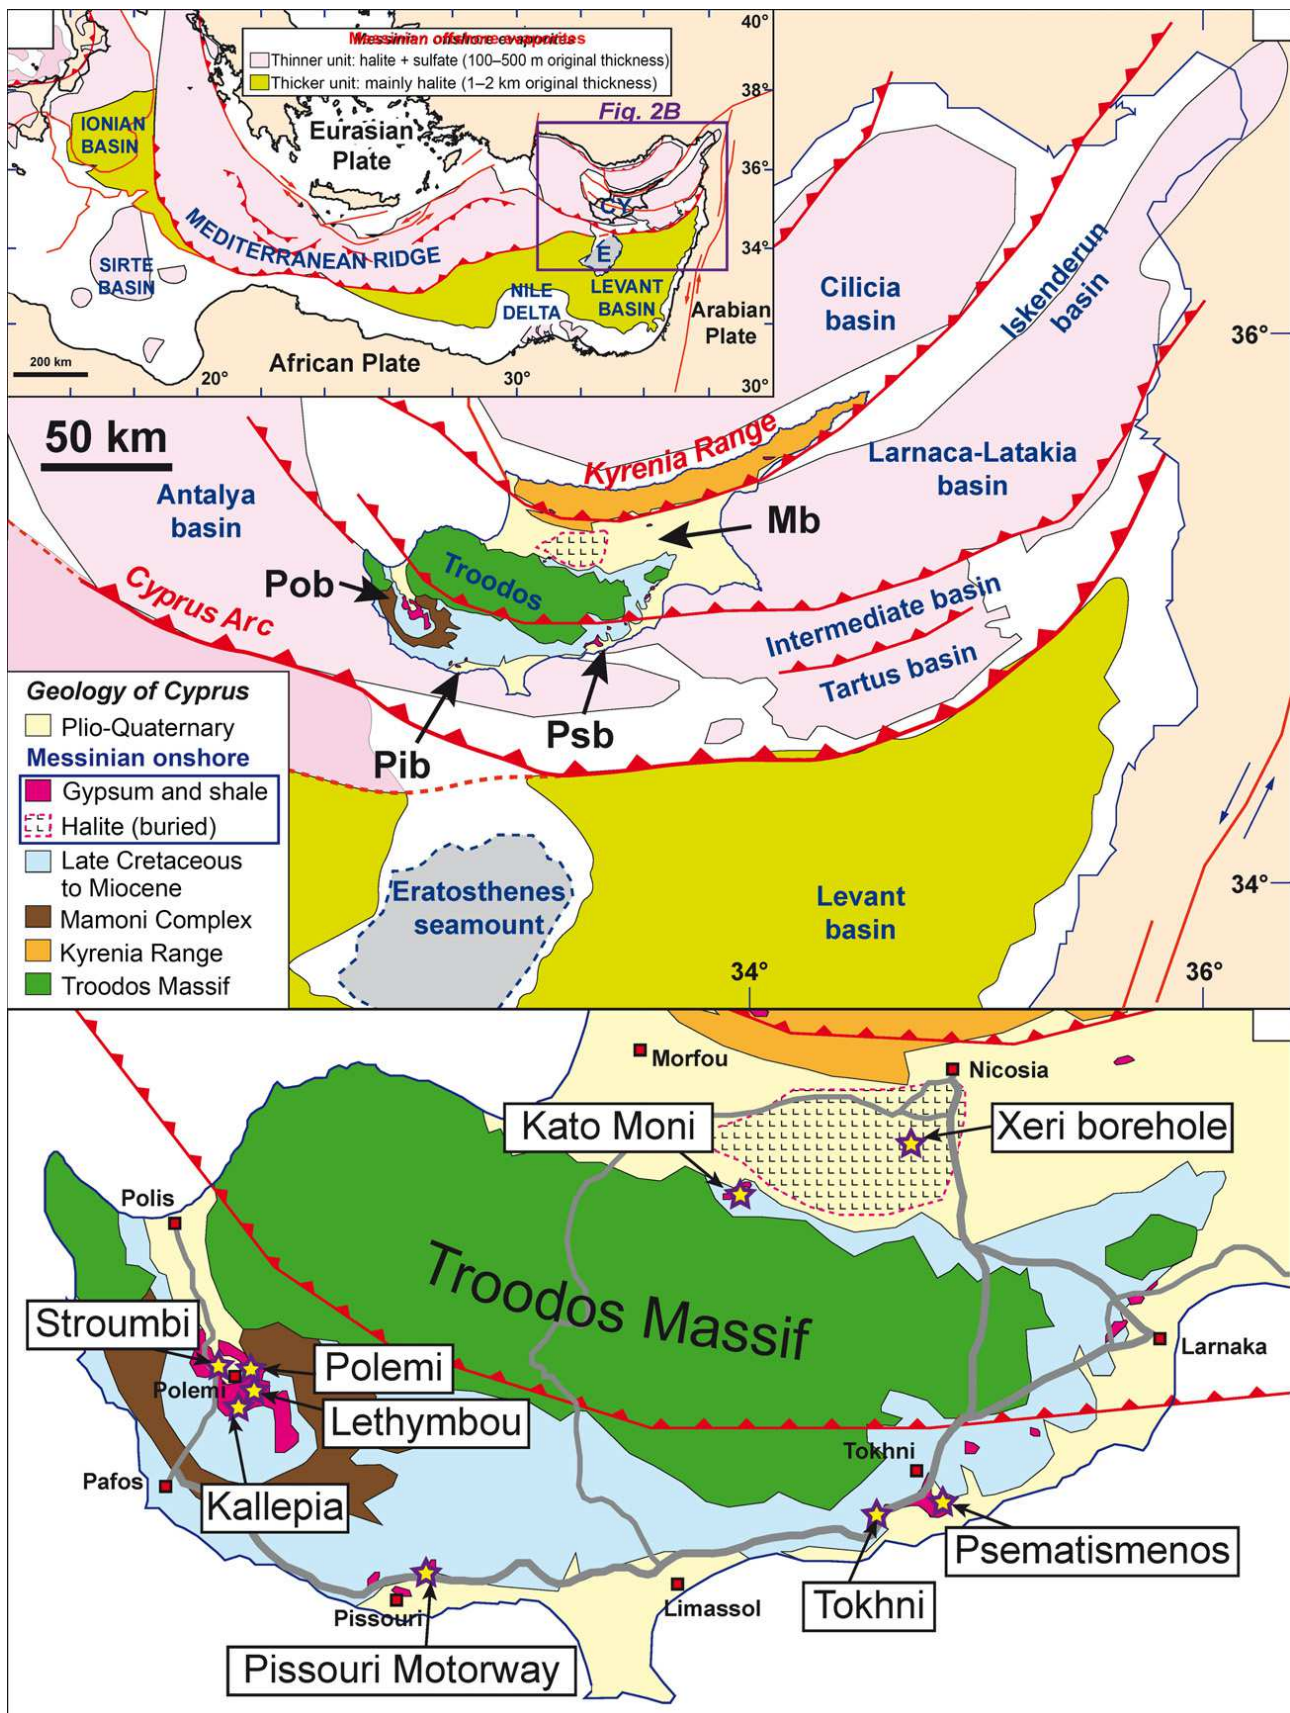 40°
Messinian offshore evaporites
Thinner unit: halite + sulfate (100–500 m original thickness)
Thicker unit: mainly halite (1–2 km original thickness)
38°
Fig. 2B
IONIAN
BASIN
Eurasian
Plate
36°
CY
MEDITERRANEAN RIDGE
34°
E
SIRTE
BASIN
NILE
DELTA
LEVANT
BASIN
Arabian
Plate
200 km
African Plate
20°
30°
30°
Cilicia
basin
Iskenderun
basin
36°
50 km
Kyrenia Range
Larnaca-Latakia
basin
Antalya
basin
Mb
Troodos
Pob
Cyprus Arc
Intermediate basin
Tartus basin
Psb
Pib
Geology of Cyprus
Plio-Quaternary
Messinian onshore
Gypsum and shale
Halite (buried)
Late Cretaceous
to Miocene
Mamoni Complex
Kyrenia Range
Troodos Massif
Eratosthenes
seamount
Levant
basin
34°
34°
36°
Morfou
Nicosia
Kato Moni
Xeri borehole
Polis
Troodos Massif
Stroumbi
Polemi
Polemi
Larnaka
Lethymbou
Tokhni
Pafos
Kallepia
Psematismenos
Tokhni
Limassol
Pissouri
Pissouri Motorway